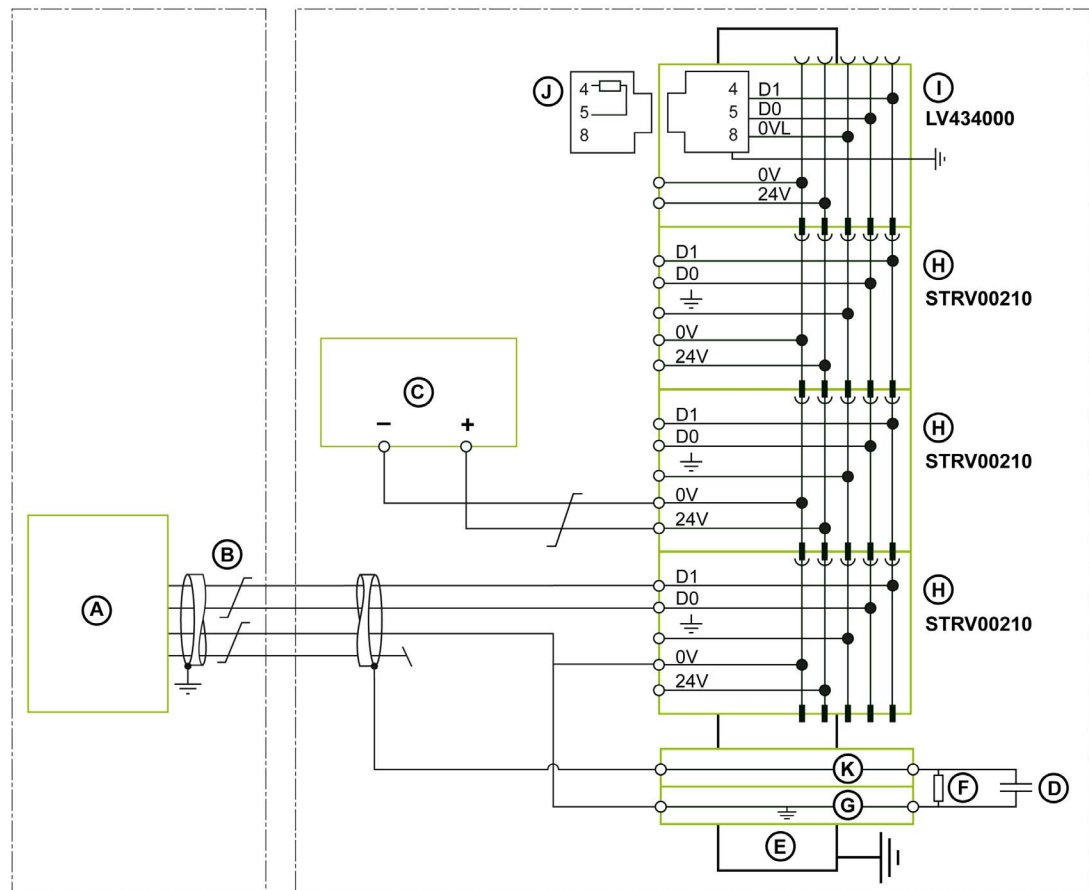 J
4
5
8
4
5
8
D1
D0
0VL
0V
24V
I
LV434000
D1
D0
0V
24V
H
STRV00210
C
−
+
D1
D0
0V
24V
H
STRV00210
A
B
D1
D0
0V
24V
H
STRV00210
K
G
F
D
E